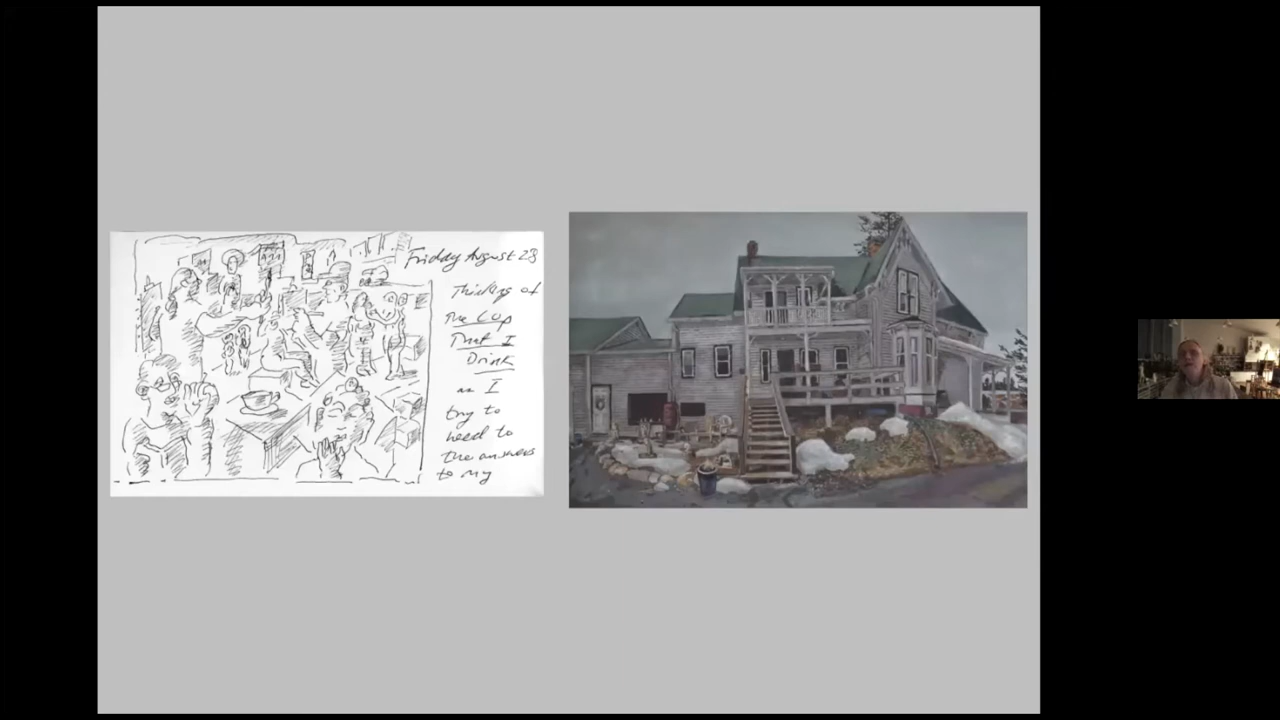 Friday August 28
Thinking of
The Cup
That I
Drink
as I
try to
heed to
the answers
to my